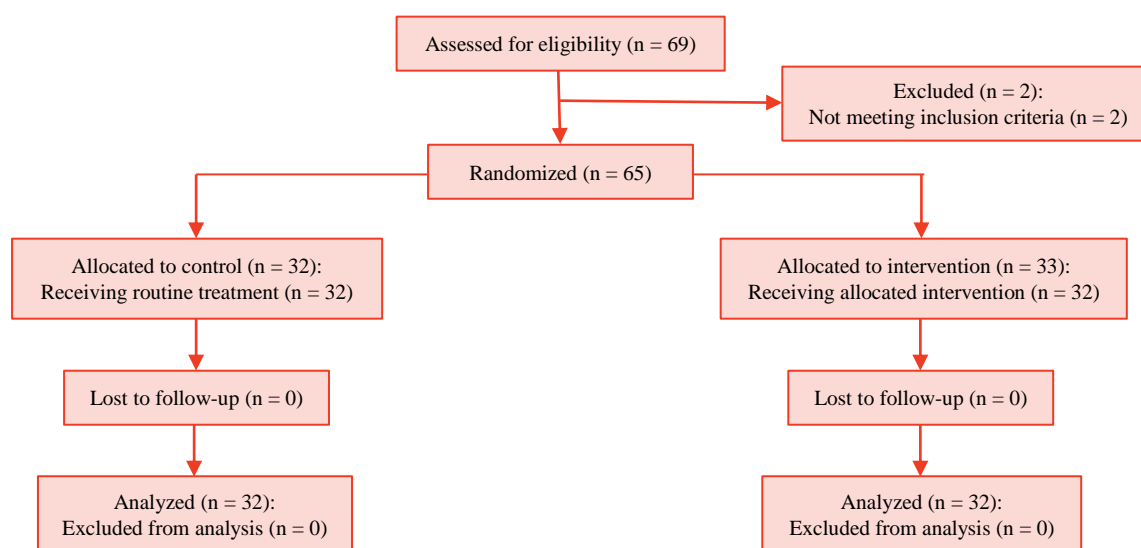 Assessed for eligibility (n = 69)
Excluded (n = 2):
Not meeting inclusion criteria (n = 2)
Randomized (n = 65)
Allocated to control (n = 32):
Receiving routine treatment (n = 32)
Allocated to intervention (n = 33):
Receiving allocated intervention (n = 32)
Lost to follow-up (n = 0)
Lost to follow-up (n = 0)
Analyzed (n = 32):
Excluded from analysis (n = 0)
Analyzed (n = 32):
Excluded from analysis (n = 0)